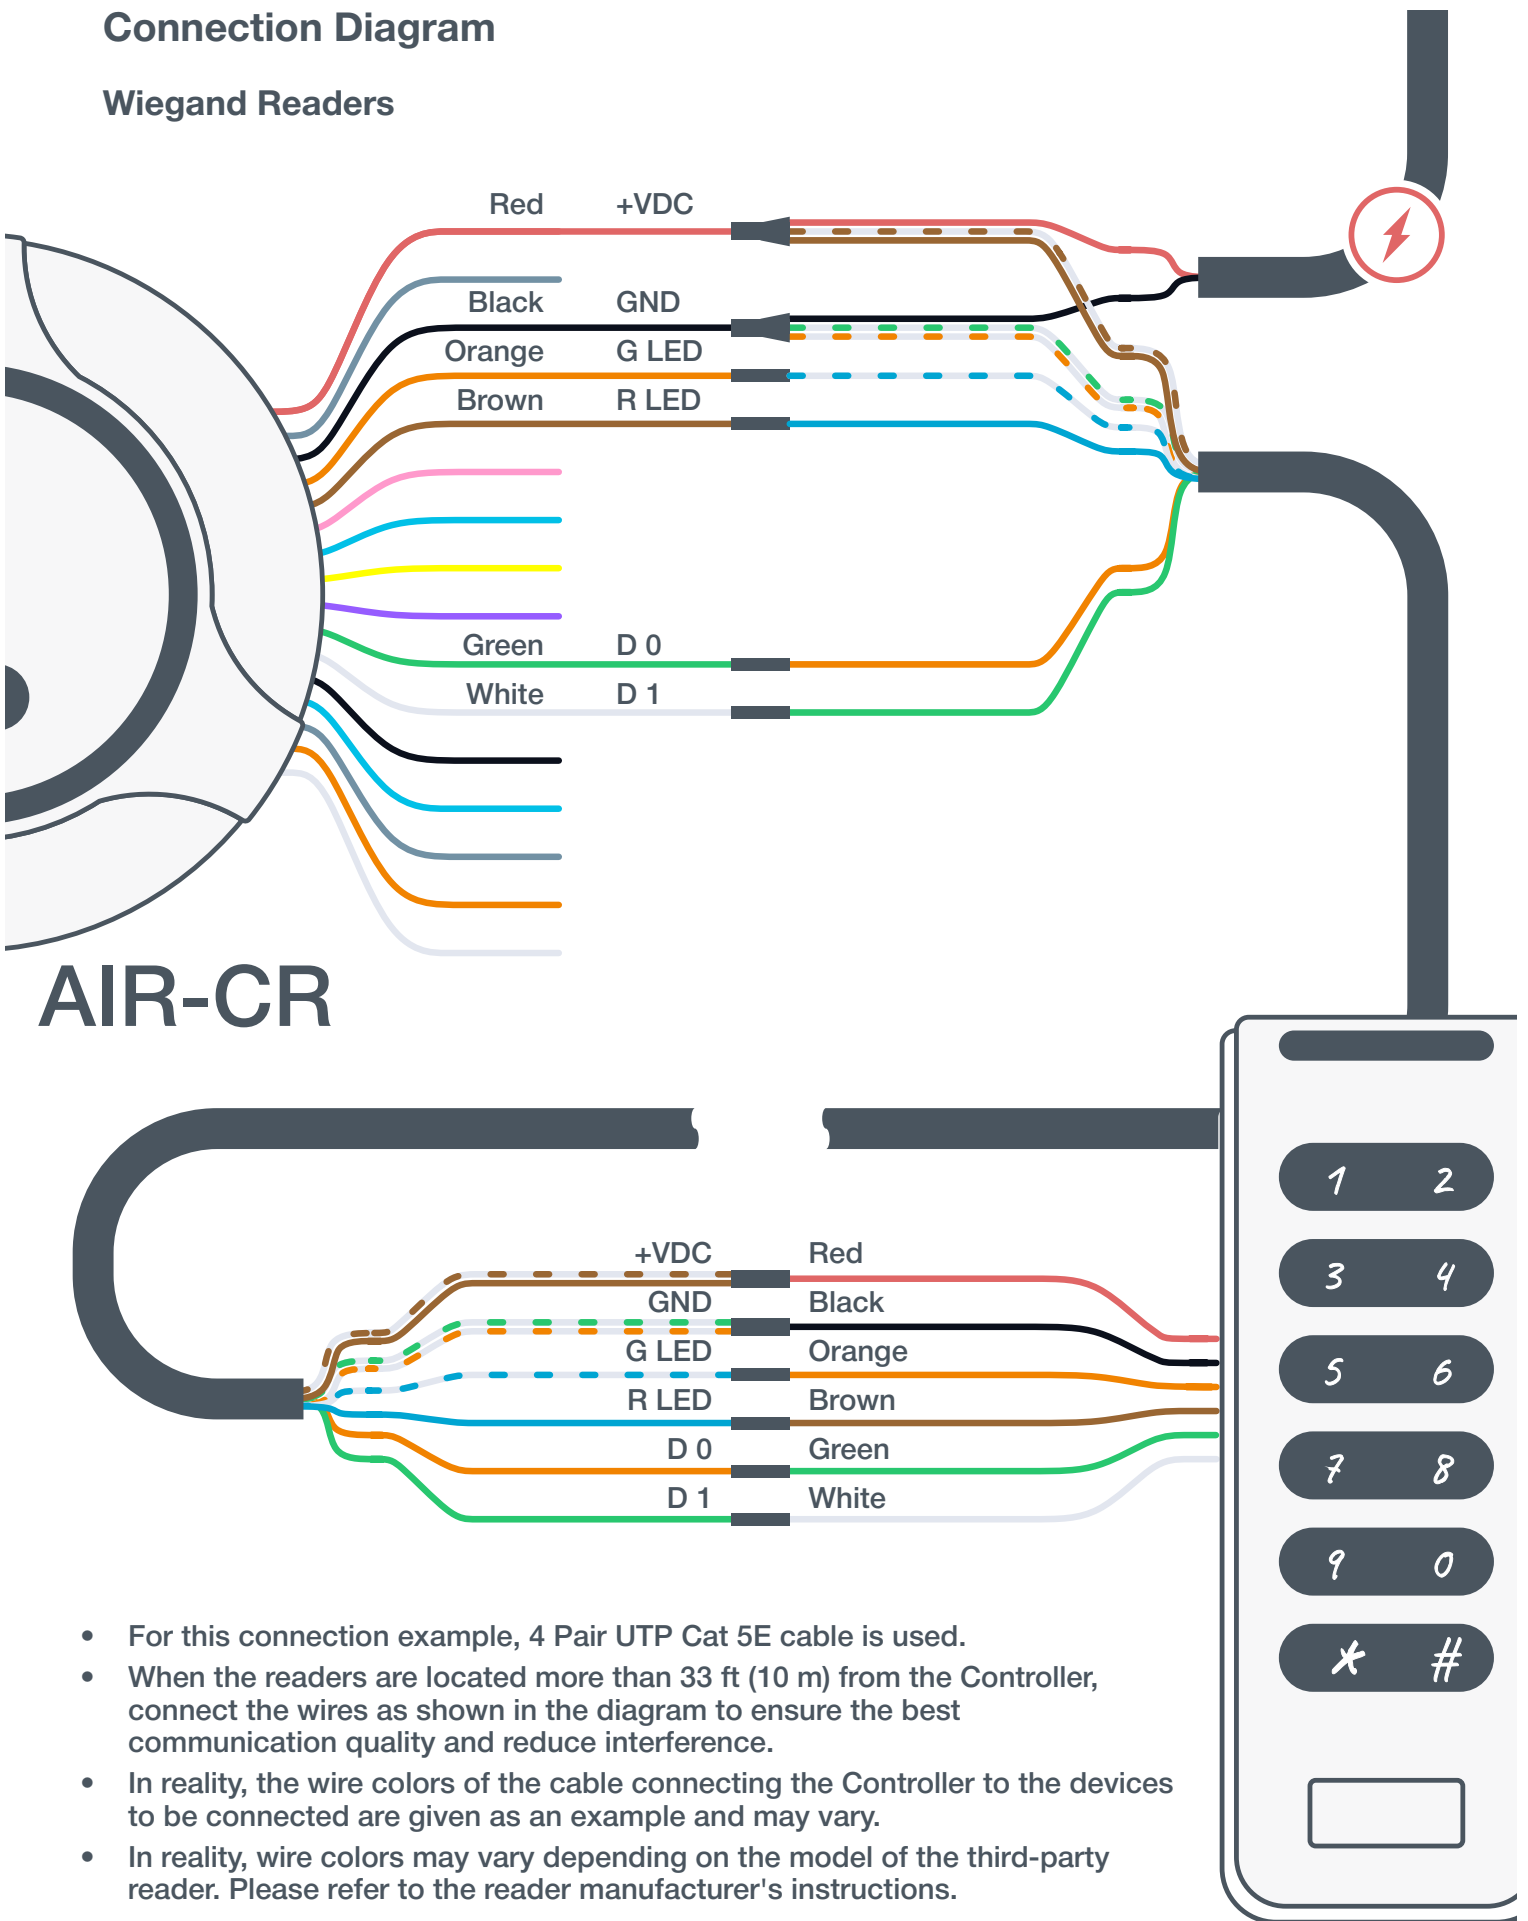 Connection Diagram
Wiegand Readers
Red +VDC
Black GND
Orange G LED
Brown R LED
Green D 0
White D 1
AIR-CR
1 2
+VDC Red
3 4
GND Black
G LED Orange
5 6
R LED Brown
D 0 Green
7 8
D 1 White
9 0
* #
• For this connection example, 4 Pair UTP Cat 5E cable is used.
• When the readers are located more than 33 ft (10 m) from the Controller,
connect the wires as shown in the diagram to ensure the best
communication quality and reduce interference.
• In reality, the wire colors of the cable connecting the Controller to the devices
to be connected are given as an example and may vary.
• In reality, wire colors may vary depending on the model of the third-party
reader. Please refer to the reader manufacturer's instructions.